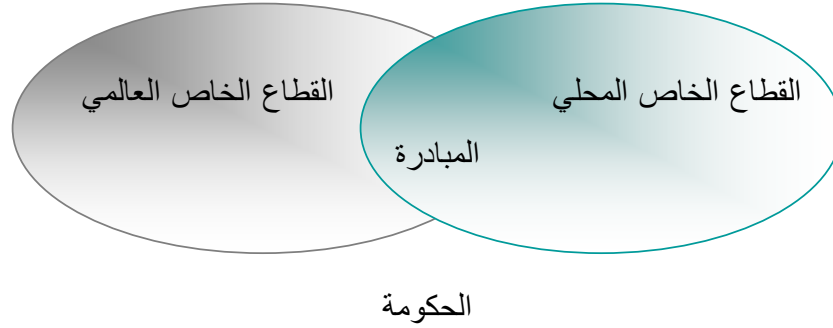 القطاع الخاص المحلي
القطاع الخاص العالمي
المبادرة
الحكومة